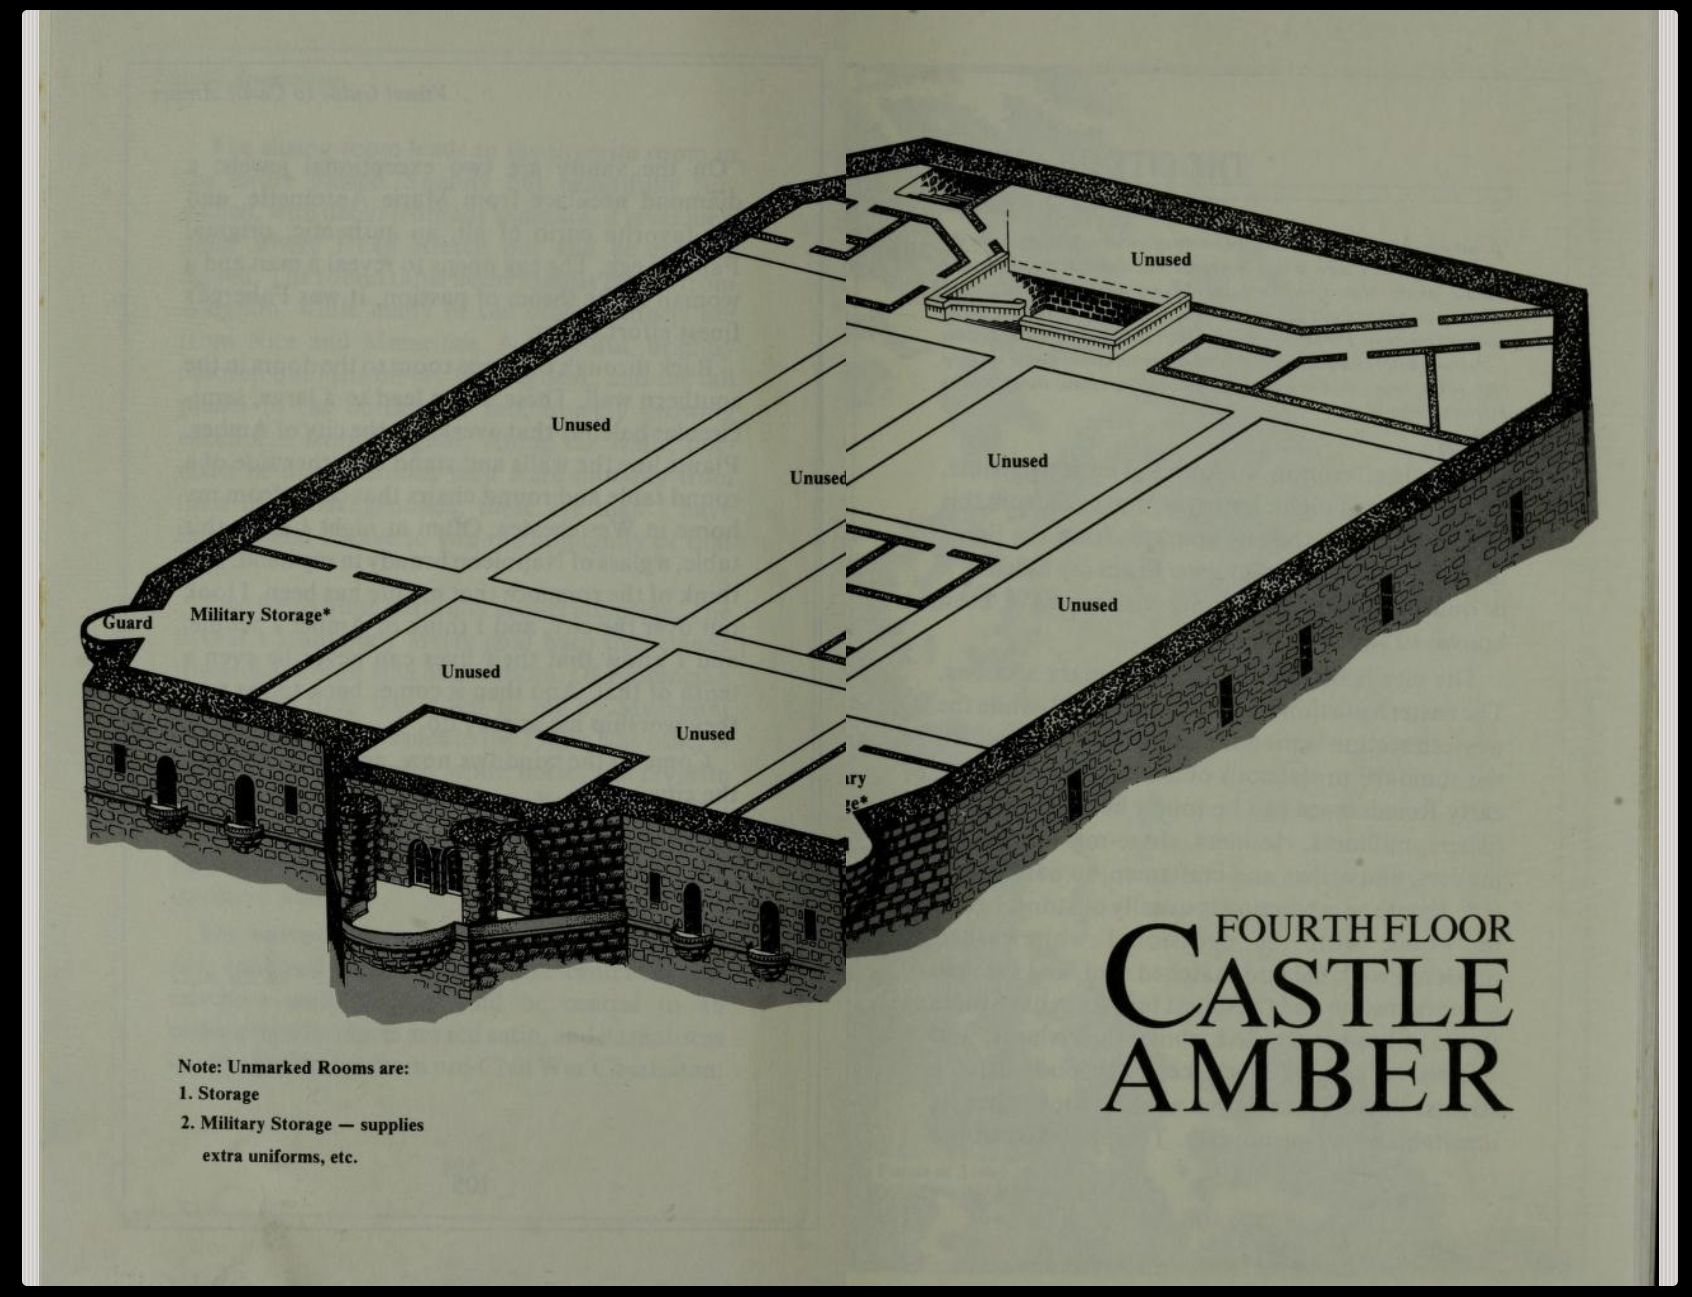 Unused
Unused
Unused
Unused
Unused
Guard
Military Storage*
Unused
Unused
ary
ge*
FOURTH FLOOR
CASTLE
AMBER
Note: Unmarked Rooms are:
1. Storage
2. Military Storage — supplies
extra uniforms, etc.